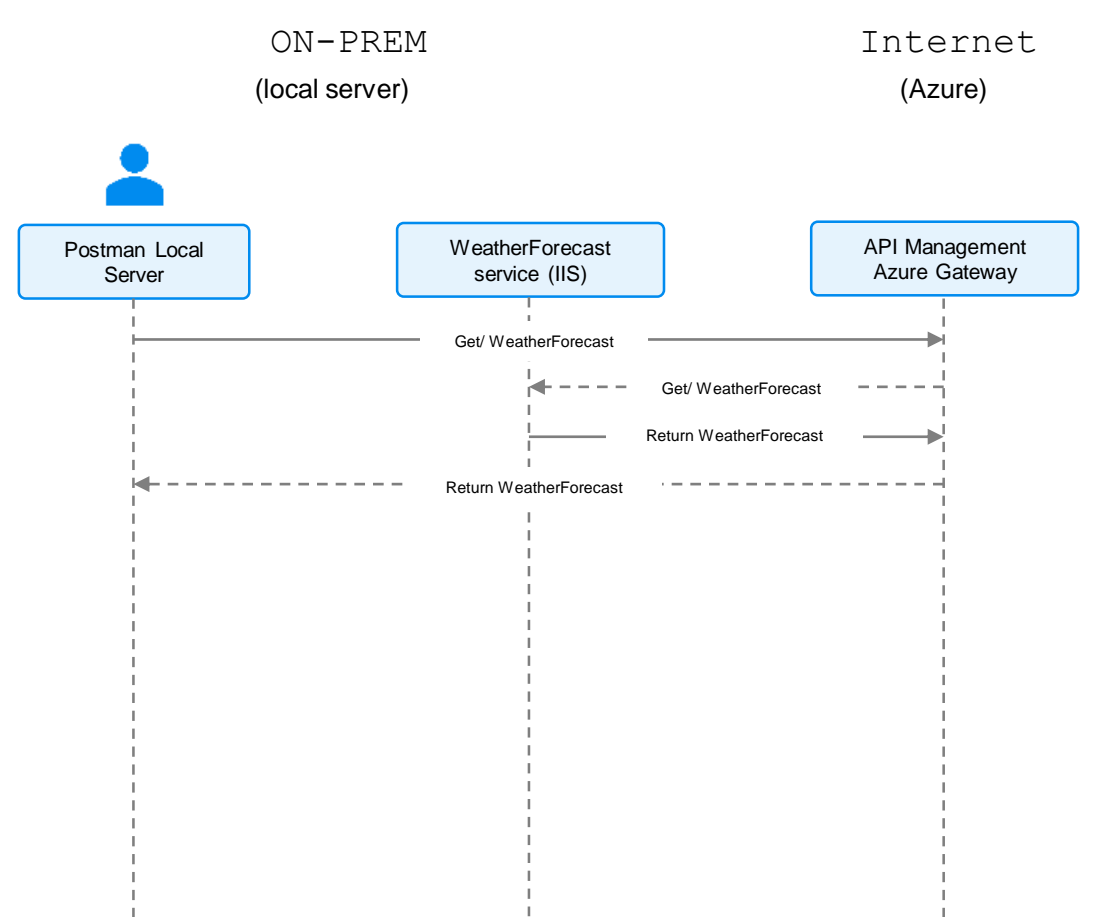 ON-PREM
(local server)
Internet
(Azure)
Postman Local
Server
WeatherForecast
service (IIS)
API Management
Azure Gateway
Get/ WeatherForecast
Get/ WeatherForecast
Return WeatherForecast
Return WeatherForecast